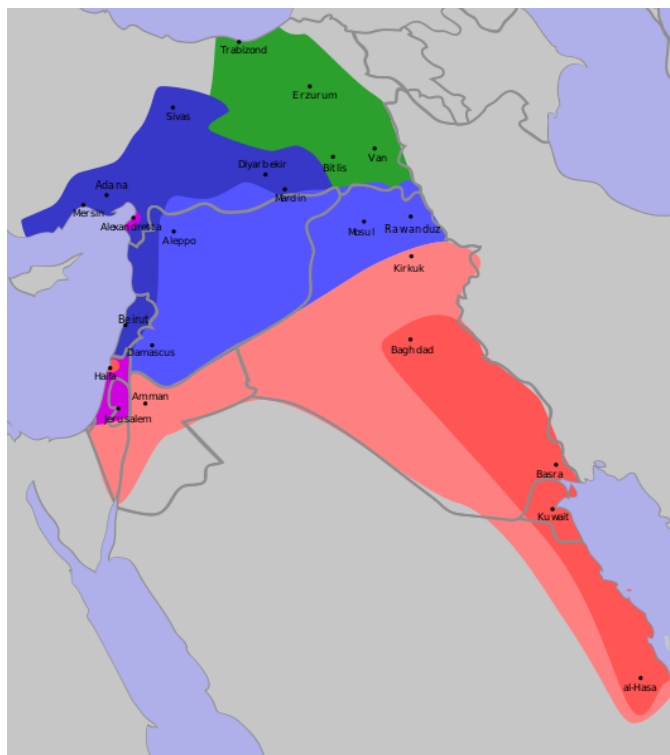 Trabizond
Erzurum
Sivas
Van
Bitlis
Diyarbekir
Mardin
Adana
Mersin
Alexandretta
Aleppo
Mosul
Rawanduz
Kirkuk
Beirut
Damascus
Baghdad
Haifa
Amman
Jerusalem
Basra
Kuwait
al-Hasa